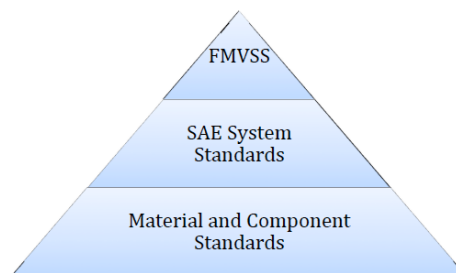 FMVSS
SAE System
Standards
Material and Component
Standards